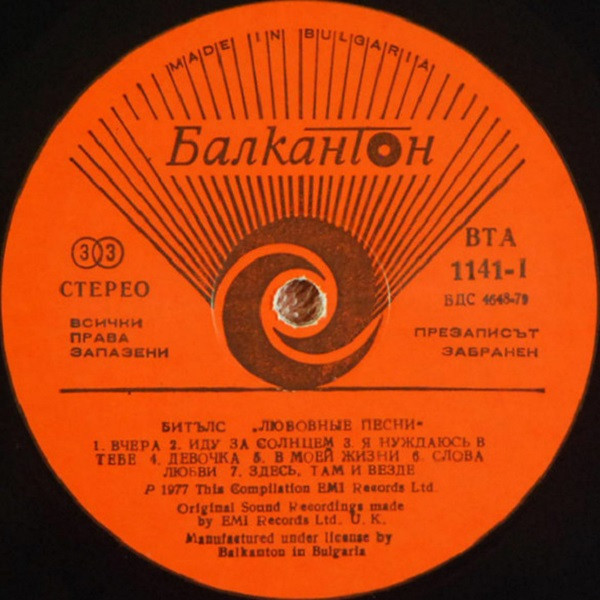 MADE IN BULGARIA
Балкантон
33
СТЕРЕО
ВСИЧКИ
ПРАВА
ЗАПАЗЕНИ
ВТА
1141-I
БДС 4648-79
ПРЕЗАПИСЪТ
ЗАБРАНЕН
БИТЪЛС „ЛЮБОВНЫЕ ПЕСНИ“
1. ВЧЕРА 2. ИДУ ЗА СОЛНЦЕМ 3. Я НУЖДАЮСЬ В
ТЕБЕ 4. ДЕВОЧКА 5. В МОЕЙ ЖИЗНИ 6. СЛОВА
ЛЮБВИ 7. ЗДЕСЬ, ТАМ И ВЕЗДЕ
P 1977 This Compilation EMI Records Ltd.
Original Sound Recordings made
by EMI Records Ltd. U. K.
Manufactured under license by
Balkanton in Bulgaria